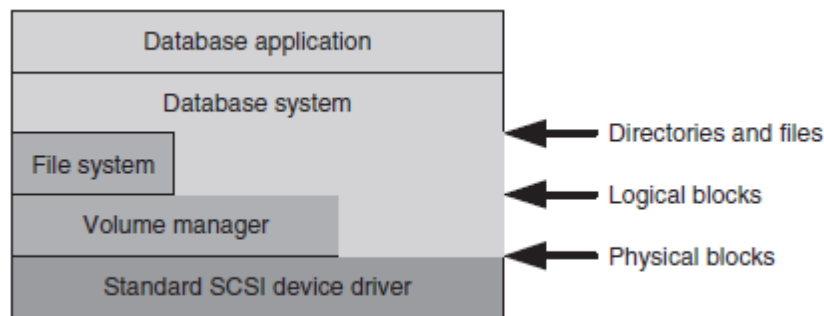 Database application
Database system
Directories and files
File system
Logical blocks
Volume manager
Physical blocks
Standard SCSI device driver